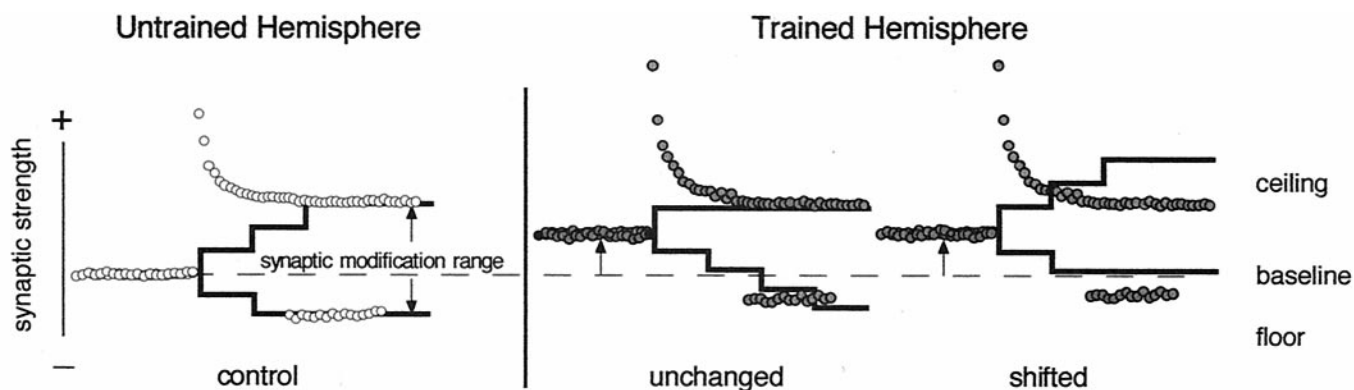 Untrained Hemisphere
Trained Hemisphere
+
synaptic strength
–
synaptic modification range
ceiling
baseline
floor
control
unchanged
shifted